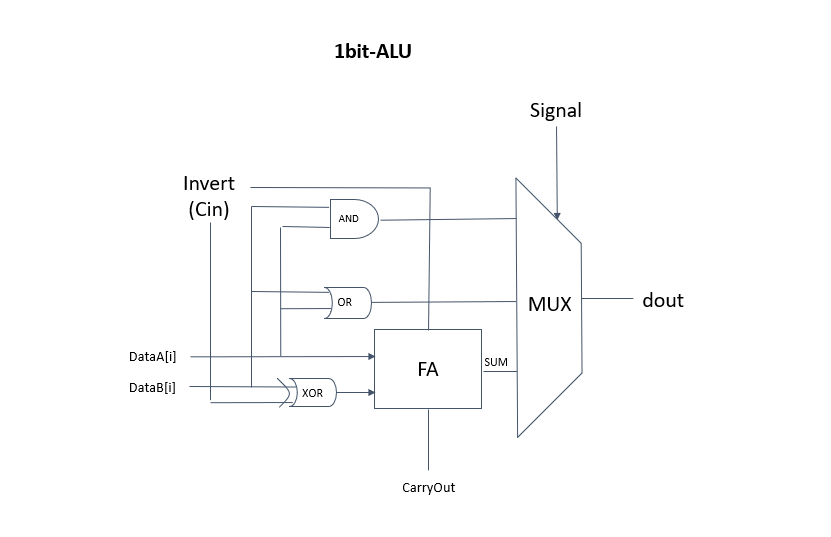 1bit-ALU
Signal
Invert
(Cin)
AND
OR
MUX
dout
DataA[i]
FA
SUM
DataB[i]
XOR
CarryOut